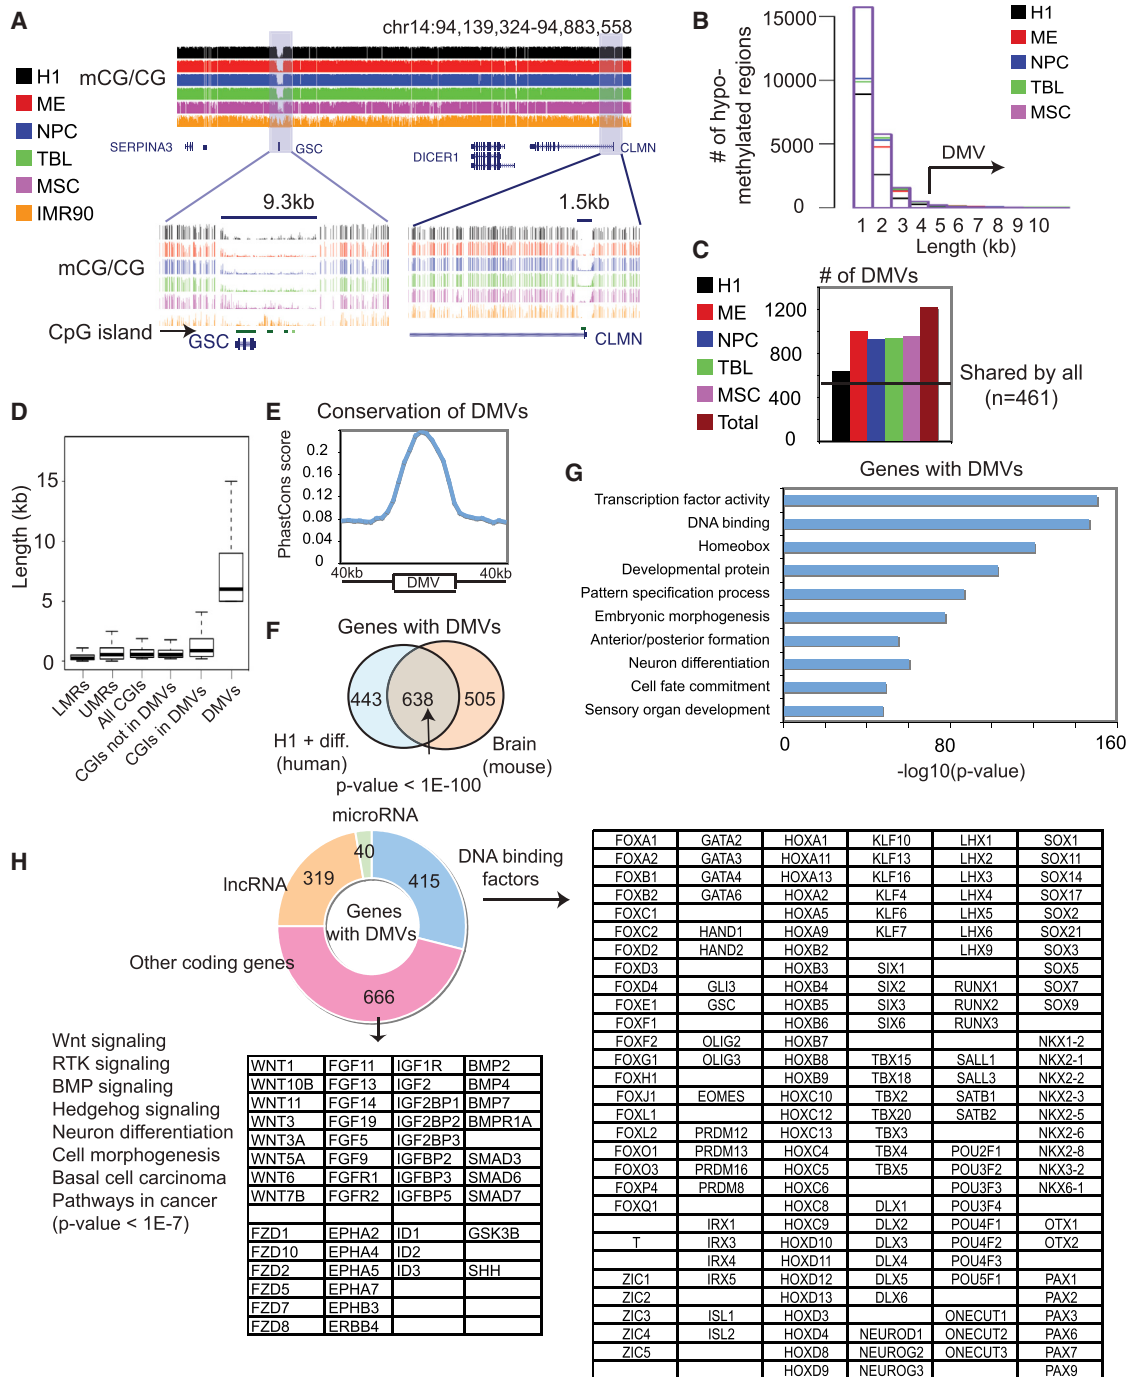 A
chr14:94,139,324-94,883,558
H1
ME
NPC
TBL
MSC
IMR90
mCG/CG
SERPINA3
GSC
DICER1
CLMN
9.3kb
1.5kb
mCG/CG
CpG island
GSC
CLMN
B
# of hypo-
methylated regions
15000
10000
5000
0
H1
ME
NPC
TBL
MSC
DMV
1 2 3 4 5 6 7 8 9 10
Length (kb)
C
# of DMVs
H1
ME
NPC
TBL
MSC
Total
1200
800
400
0
Shared by all
(n=461)
D
Length (kb)
15
10
5
0
LMRs
UMRs
All CGIs
CGIs not in DMVs
CGIs in DMVs
DMVs
E
Conservation of DMVs
PhastCons score
0.2
0.16
0.12
0.08
0.04
0
40kb
40kb
DMV
F
Genes with DMVs
443
638
505
H1 + diff.
(human)
Brain
(mouse)
p-value < 1E-100
G
Genes with DMVs
Transcription factor activity
DNA binding
Homeobox
Developmental protein
Pattern specification process
Embryonic morphogenesis
Anterior/posterior formation
Neuron differentiation
Cell fate commitment
Sensory organ development
0 80 160
-log10(p-value)
H
microRNA
40
lncRNA
319
415
DNA binding
factors
Genes
with DMVs
Other coding genes
666
Wnt signaling
RTK signaling
BMP signaling
Hedgehog signaling
Neuron differentiation
Cell morphogenesis
Basal cell carcinoma
Pathways in cancer
(p-value < 1E-7)
WNT1 FGF11 IGF1R BMP2
WNT10B FGF13 IGF2 BMP4
WNT11 FGF14 IGF2BP1 BMP7
WNT3 FGF19 IGF2BP2 BMPR1A
WNT3A FGF5 IGF2BP3
WNT5A FGF9 IGFBP2 SMAD3
WNT6 FGFR1 IGFBP3 SMAD6
WNT7B FGFR2 IGFBP5 SMAD7
FZD1 EPHA2 ID1 GSK3B
FZD10 EPHA4 ID2
FZD2 EPHA5 ID3 SHH
FZD5 EPHA7
FZD7 EPHB3
FZD8 ERBB4
FOXA1 GATA2 HOXA1 KLF10 LHX1 SOX1
FOXA2 GATA3 HOXA11 KLF13 LHX2 SOX11
FOXB1 GATA4 HOXA13 KLF16 LHX3 SOX14
FOXB2 GATA6 HOXA2 KLF4 LHX4 SOX17
FOXC1 HOXA5 KLF6 LHX5 SOX2
FOXC2 HAND1 HOXA9 KLF7 LHX6 SOX21
FOXD2 HAND2 HOXB2 LHX9 SOX3
FOXD3 HOXB3 SIX1 SOX5
FOXD4 GLI3 HOXB4 SIX2 RUNX1 SOX7
FOXE1 GSC HOXB5 SIX3 RUNX2 SOX9
FOXF1 HOXB6 SIX6 RUNX3
FOXF2 OLIG2 HOXB7 NKX1-2
FOXG1 OLIG3 HOXB8 TBX15 SALL1 NKX2-1
FOXH1 HOXB9 TBX18 SALL3 NKX2-2
FOXJ1 EOMES HOXC10 TBX2 SATB1 NKX2-3
FOXL1 HOXC12 TBX20 SATB2 NKX2-5
FOXL2 PRDM12 HOXC13 TBX3 NKX2-6
FOXO1 PRDM13 HOXC4 TBX4 POU2F1 NKX2-8
FOXO3 PRDM16 HOXC5 TBX5 POU3F2 NKX3-2
FOXP4 PRDM8 HOXC6 POU3F3 NKX6-1
FOXQ1 HOXC8 DLX1 POU3F4
IRX1 HOXC9 DLX2 POU4F1 OTX1
T IRX3 HOXD10 DLX3 POU4F2 OTX2
IRX4 HOXD11 DLX4 POU4F3
ZIC1 IRX5 HOXD12 DLX5 POU5F1 PAX1
ZIC2 HOXD13 DLX6 PAX2
ZIC3 ISL1 HOXD3 ONECUT1 PAX3
ZIC4 ISL2 HOXD4 NEUROD1 ONECUT2 PAX6
ZIC5 HOXD8 NEUROG2 ONECUT3 PAX7
HOXD9 NEUROG3 PAX9